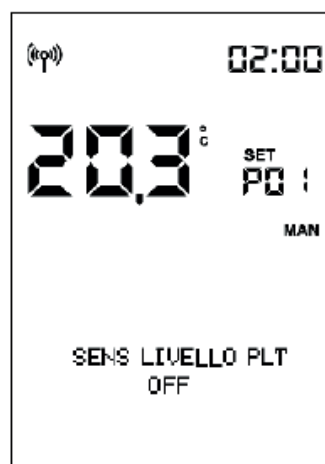 02:00
20,3 °C
SET
P01
MAN
SENS LIVELLO PLT
OFF